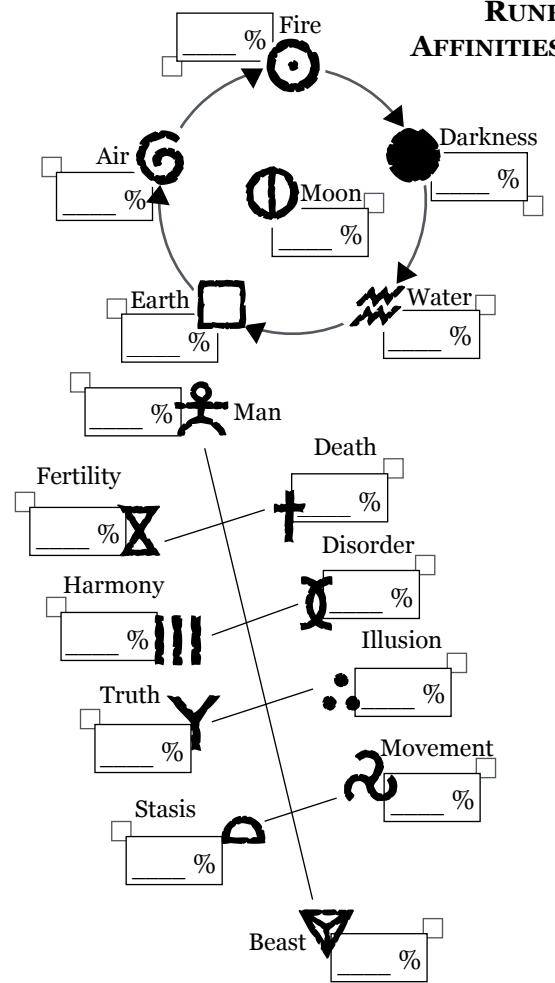 RUNE
AFFINITIES
Fire
____ %
Darkness
____ %
Air
____ %
Moon
____ %
Earth
____ %
Water
____ %
____ %
Man
Death
____ %
Fertility
____ %
Disorder
____ %
Harmony
____ %
Illusion
____ %
Truth
____ %
Movement
____ %
Stasis
____ %
Beast
____ %